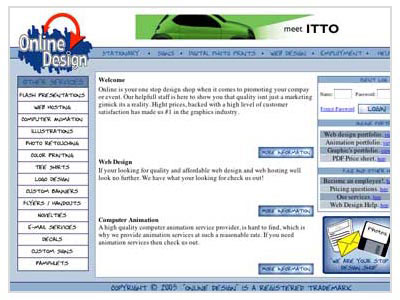 meet ITTO
Online
Design
STATIONARY • SIGNS • DIGITAL PHOTO PRINTS • WEB DESIGN • EMPLOYMENT • HELP
OTHER SERVICES
FLASH PRESENTATIONS
WEB HOSTING
COMPUTER ANIMATION
ILLUSTRATIONS
PHOTO RETOUCHING
COLOR PRINTING
TEE SHIRTS
LOGO DESIGN
CUSTOM BANNERS
FLYERS / HANDOUTS
NOVELTIES
E-MAIL SERVICES
DECALS
CUSTOM SIGNS
PAMPHLETS
Welcome
Online is your one step design shop when it comes to promoting your compay
or event. Our helpfull staff is here to show you that quality isnt just a marketing
gimick its a reality. Hight prices, backed with a high level of customer
satisfaction has made us #1 in the graphics industry.
MORE INFORMATION
Web Design
If your looking for quality and affordable web design and web hosting well
look no further. We have what your looking for check us out!
MORE INFORMATION
Computer Animation
A high quality computer animation service provider, is hard to find, which is
why we provide animation services at such a reasonable rate. If you need
animation services then check us out.
MORE INFORMATION
CLIENT LOG
Name: Password:
Forgot Password LOGIN
ONLINE PORTFO
Web design portfolio.
Animation portfolio.
Graphic's portfolio.
PDF Price sheet.
FIND OUT OTHER
Become an employee!
Pricing questions.
Our services.
Web Design Help.
Photos
WE ARE YOUR STOP
DESIGN SHOP
COPYRIGHT © 2003 "ONLINE DESIGN" IS A REGISTERED TRADEMARK